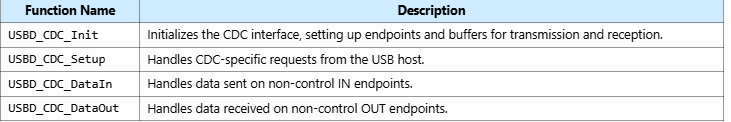 Function Name Description
USBD_CDC_Init Initializes the CDC interface, setting up endpoints and buffers for transmission and reception.
USBD_CDC_Setup Handles CDC-specific requests from the USB host.
USBD_CDC_DataIn Handles data sent on non-control IN endpoints.
USBD_CDC_DataOut Handles data received on non-control OUT endpoints.